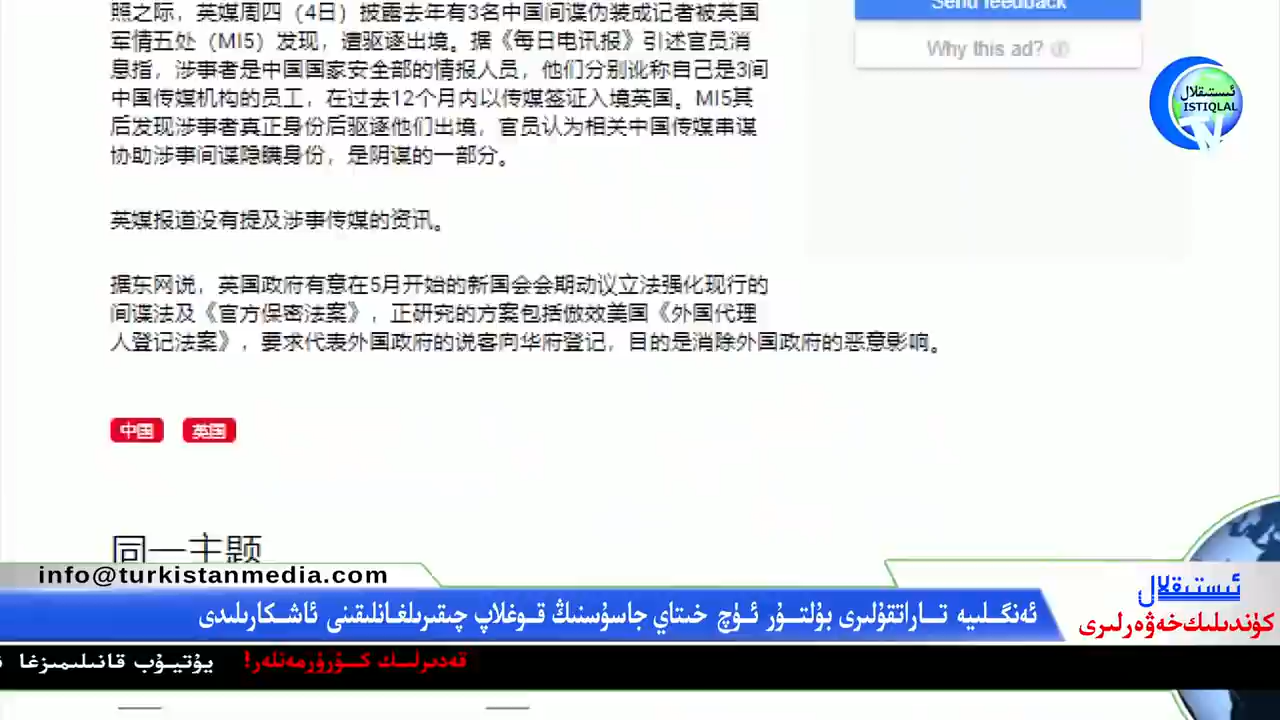 照之际，英媒周四（4日）披露去年有3名中国间谍伪装成记者被英国
军情五处（MI5）发现，遭驱逐出境。据《每日电讯报》引述官员消
息指，涉事者是中国国家安全部的情报人员，他们分别讹称自己是3间
中国传媒机构的员工，在过去12个月内以传媒签证入境英国。MI5其
后发现涉事者真正身份后驱逐他们出境，官员认为相关中国传媒串谋
协助涉事间谍隐瞒身份，是阴谋的一部分。
英媒报道没有提及涉事传媒的资讯。
据东网说，英国政府有意在5月开始的新国会会期动议立法强化现行的
间谍法及《官方保密法案》，正研究的方案包括倣效美国《外国代理
人登记法案》，要求代表外国政府的说客向华府登记，目的是消除外国政府的恶意影响。
中国 英国
同一主题
Send feedback
Why this ad?
ئىستىقلال
ISTIQLAL
TV
info@turkistanmedia.com
ئەنگلىيە تاراتقۇلىرى بۇلتۇر ئۈچ خىتاي جاسۇسنىڭ قوغلاپ چىقىرىلغانلىقىنى ئاشكارىلىدى
ئىستىقلال
كۈندىلىك خەۋەرلىرى
قەدىرلىك كۆرۈرمەنلەر! يۇتيۇب قانىلىمىزغا